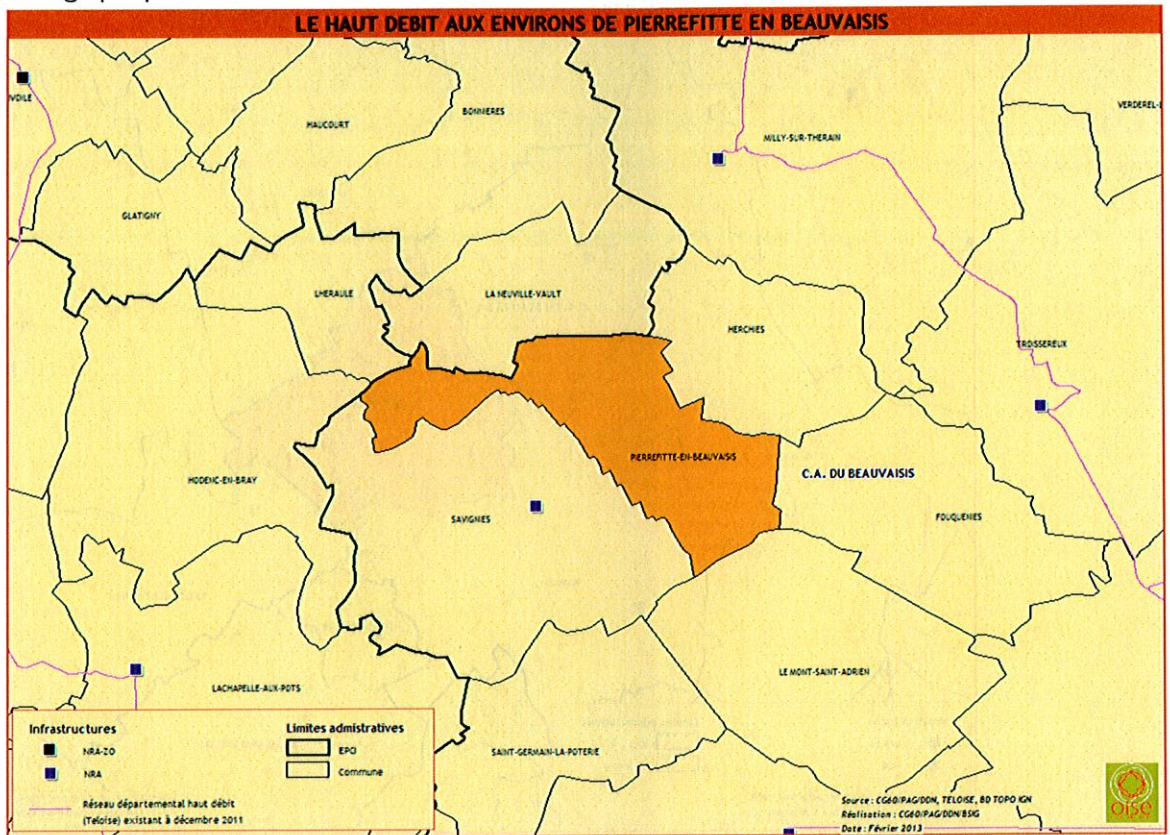 LE HAUT DEBIT AUX ENVIRONS DE PIERREFITTE EN BEAUVAISIS
VERDEREL-L
HAUCOURT
BONNIERES
MILLY-SUR-THERAIN
GLATIGNY
LHERAULE
LA NEUVILLE-VAULT
HERCHIES
TROISSEREUX
PIERREFITTE-EN-BEAUVAISIS
C.A. DU BEAUVAISIS
HODENC-EN-BRAY
SAVIGNIES
FOUQUENIES
LE MONT-SAINT-ADRIEN
LACHAPELLE-AUX-POTS
SAINT-GERMAIN-LA-POTERIE
Infrastructures
NRA-ZO
NRA
Réseau départemental haut débit
(Teloise) existant à décembre 2011
Limites admistratives
EPCI
Commune
Source : CG60/PAG/DDN, TELOISE, BD TOPO IGN
Réalisation : CG60/PAG/DDN/BSIG
Date : Février 2013
oise